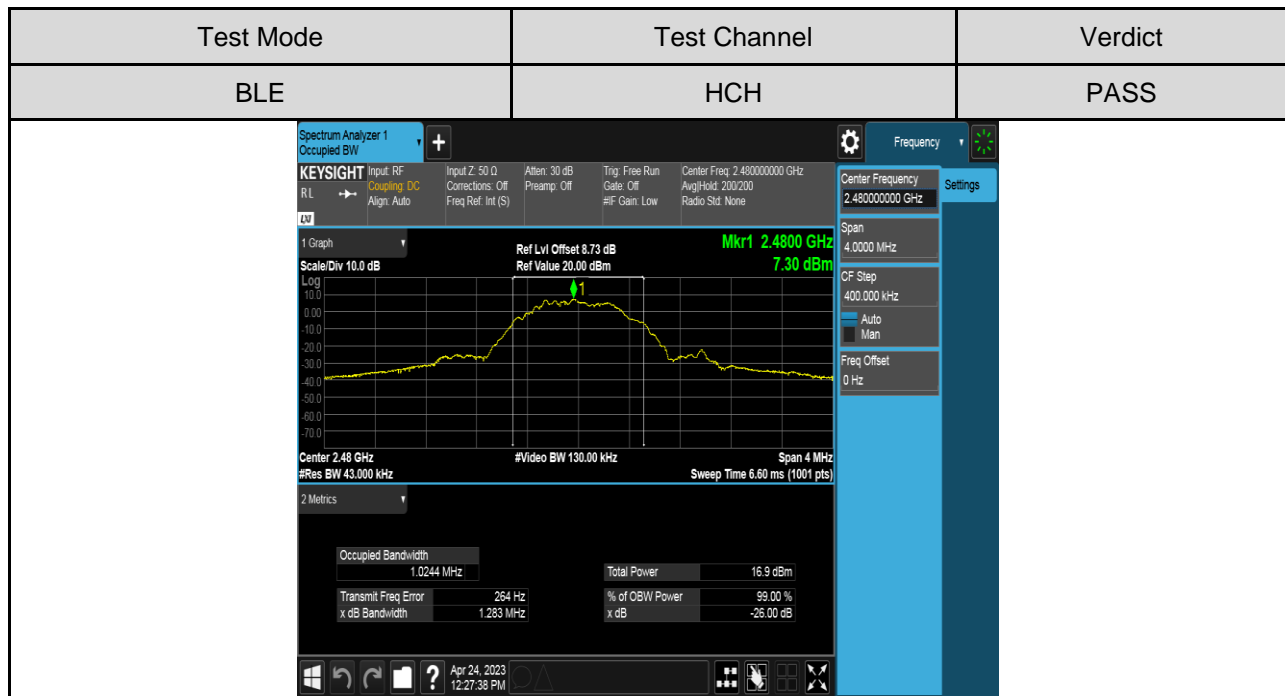 Test Mode Test Channel Verdict
BLE HCH PASS
Spectrum Analyzer 1
Occupied BW
+
Frequency
KEYSIGHT Input: RF Input Z: 50 Ω Atten: 30 dB Trig: Free Run Center Freq: 2.480000000 GHz
R L Coupling: DC Corrections: Off Preamp: Off Gate: Off Avg|Hold: 200/200
Align: Auto Freq Ref: Int (S) #IF Gain: Low Radio Std: None
LXI
Center Frequency
2.480000000 GHz
Settings
Span
4.0000 MHz
CF Step
400.000 kHz
Auto
Man
Freq Offset
0 Hz
1 Graph Ref Lvl Offset 8.73 dB Mkr1 2.4800 GHz
Scale/Div 10.0 dB Ref Value 20.00 dBm 7.30 dBm
Log
1
10.0
0.00
-10.0
-20.0
-30.0
-40.0
-50.0
-60.0
-70.0
Center 2.48 GHz #Video BW 130.00 kHz Span 4 MHz
#Res BW 43.000 kHz Sweep Time 6.60 ms (1001 pts)
2 Metrics
Occupied Bandwidth
1.0244 MHz Total Power 16.9 dBm
Transmit Freq Error 264 Hz % of OBW Power 99.00 %
x dB Bandwidth 1.283 MHz x dB -26.00 dB
? Apr 24, 2023
12:27:38 PM